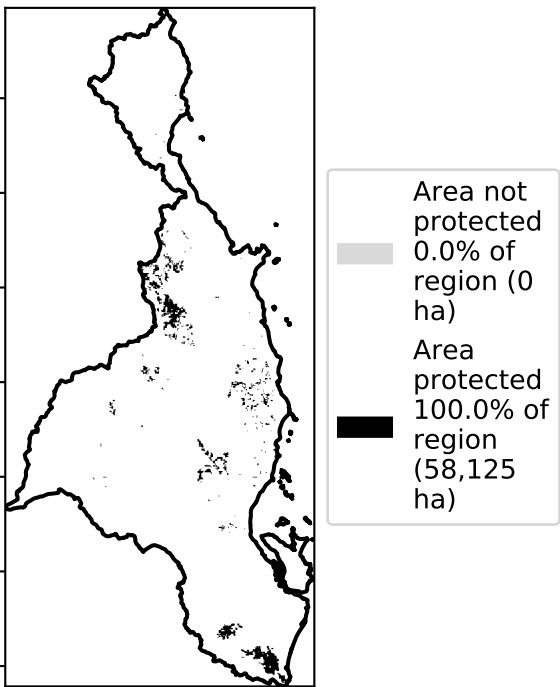 Area not
protected
0.0% of
region (0
ha)
Area
protected
100.0% of
region
(58,125
ha)